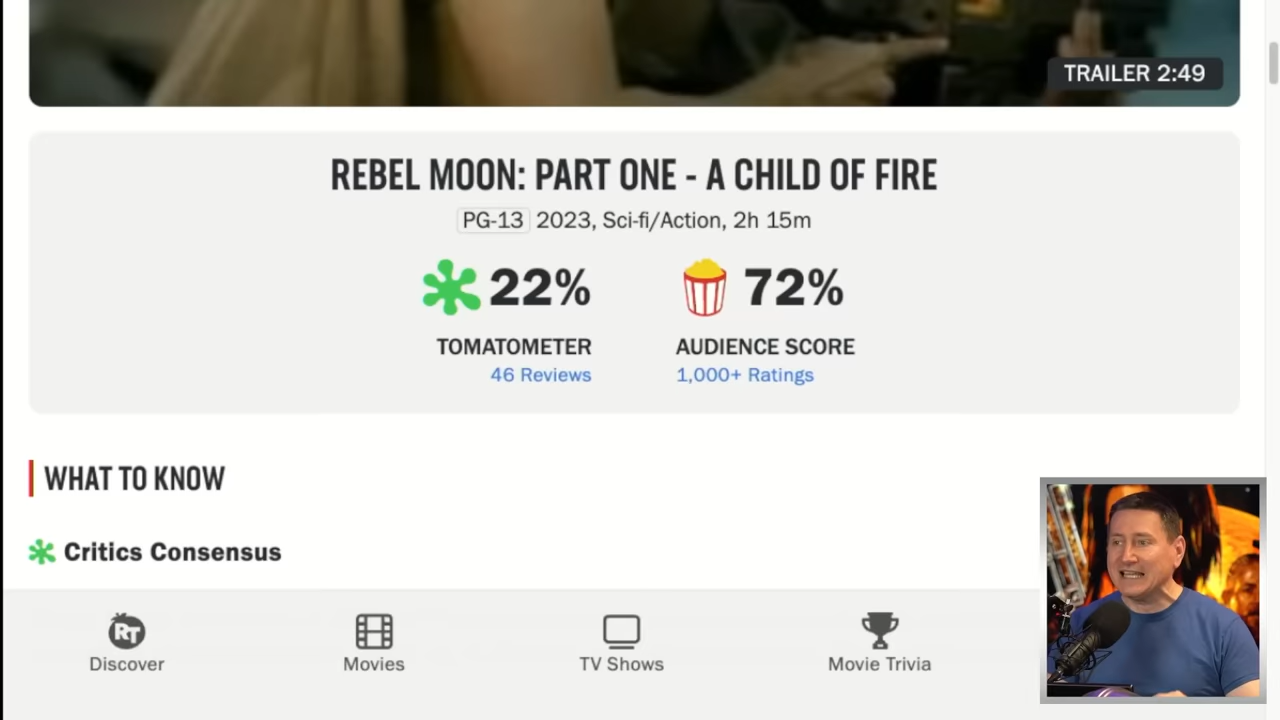 TRAILER 2:49
REBEL MOON: PART ONE - A CHILD OF FIRE
PG-13 2023, Sci-fi/Action, 2h 15m
22% 72%
TOMATOMETER AUDIENCE SCORE
46 Reviews 1,000+ Ratings
WHAT TO KNOW
Critics Consensus
RT
Discover Movies TV Shows Movie Trivia